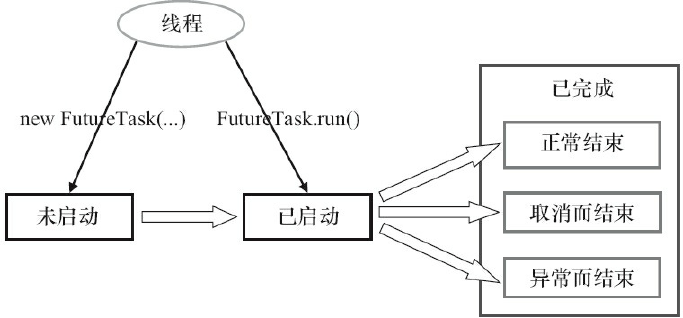 线程
new FutureTask(...)
FutureTask.run()
已完成
正常结束
未启动
已启动
取消而结束
异常而结束